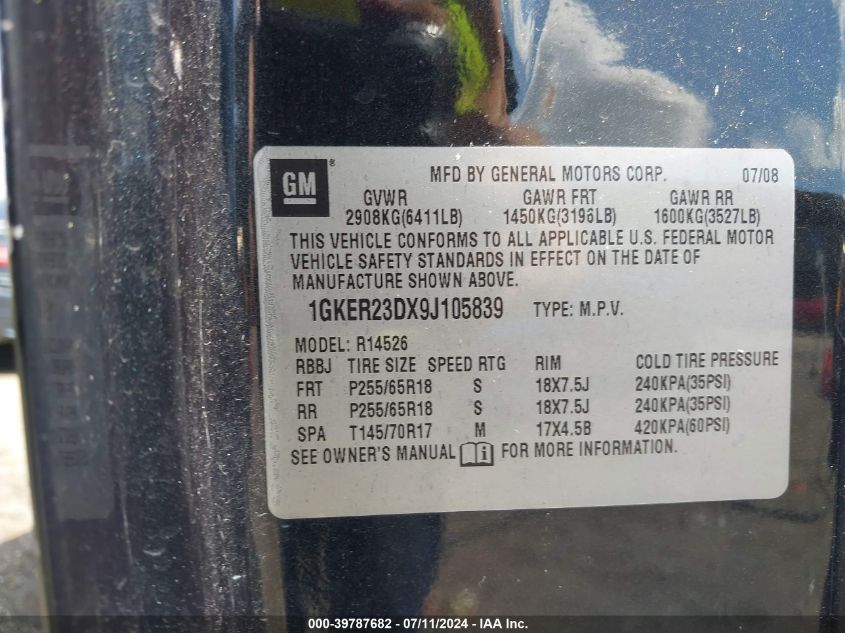 GM ®
MFD BY GENERAL MOTORS CORP. 07/08
GVWR GAWR FRT GAWR RR
2908KG(6411LB) 1450KG(3196LB) 1600KG(3527LB)
THIS VEHICLE CONFORMS TO ALL APPLICABLE U.S. FEDERAL MOTOR
VEHICLE SAFETY STANDARDS IN EFFECT ON THE DATE OF
MANUFACTURE SHOWN ABOVE.
1GKER23DX9J105839 TYPE: M.P.V.
MODEL: R14526
RBBJ TIRE SIZE SPEED RTG RIM COLD TIRE PRESSURE
FRT P255/65R18 S 18X7.5J 240KPA(35PSI)
RR P255/65R18 S 18X7.5J 240KPA(35PSI)
SPA T145/70R17 M 17X4.5B 420KPA(60PSI)
SEE OWNER'S MANUAL i FOR MORE INFORMATION.
000-39787682 - 07/11/2024 - IAA Inc.